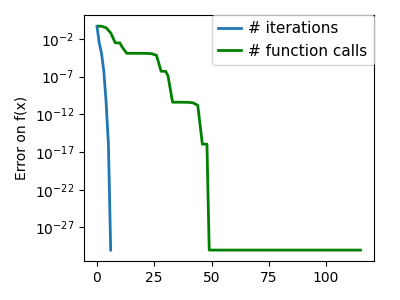 # iterations
# function calls
Error on f(x)
10⁻²
10⁻⁷
10⁻¹²
10⁻¹⁷
10⁻²²
10⁻²⁷
0 25 50 75 100